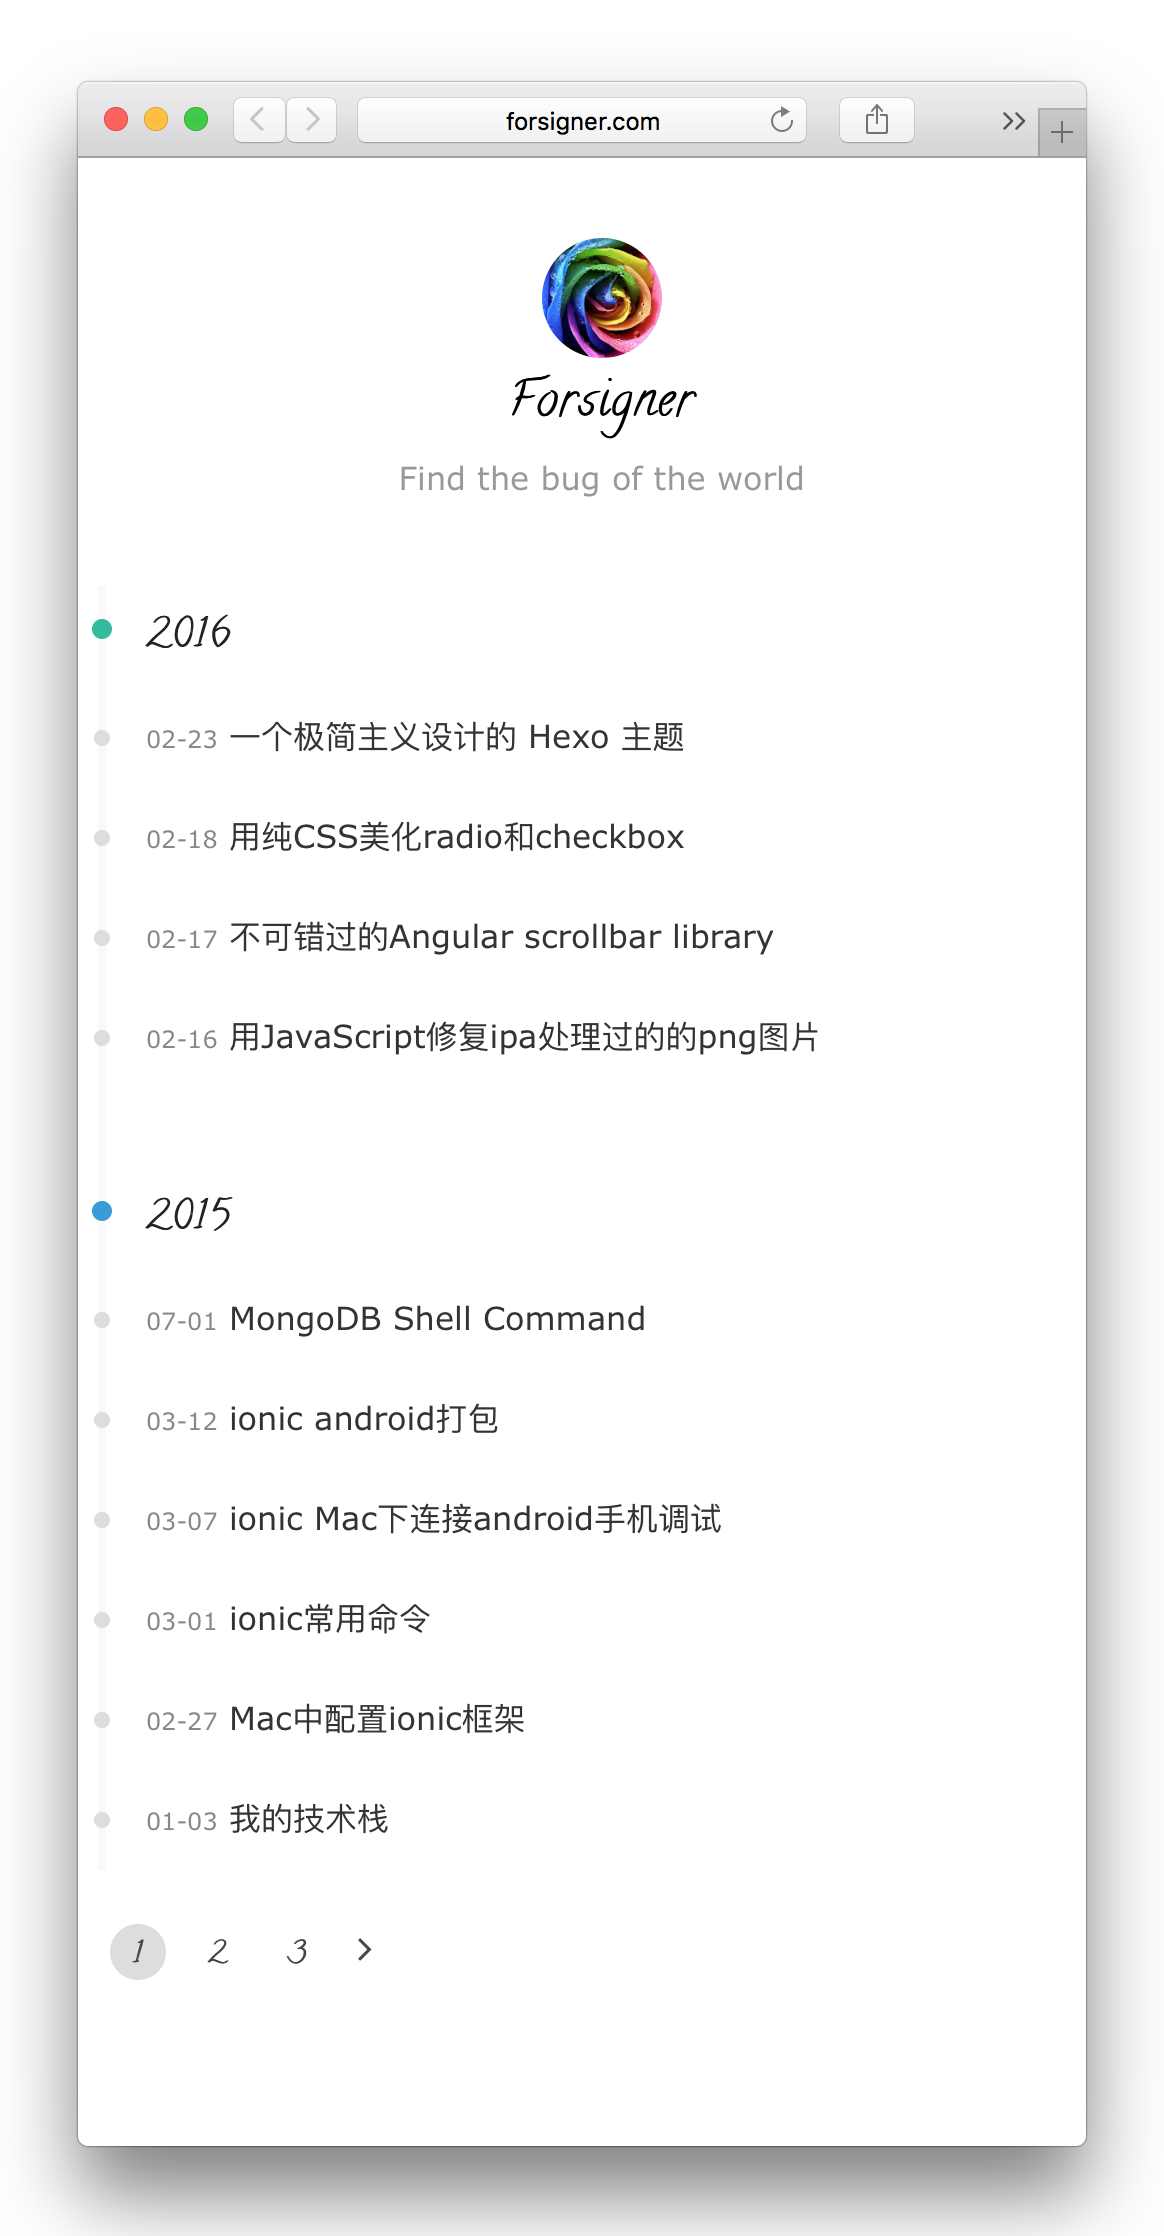 forsigner.com
Forsigner
Find the bug of the world
2016
02-23 一个极简主义设计的 Hexo 主题
02-18 用纯CSS美化radio和checkbox
02-17 不可错过的Angular scrollbar library
02-16 用JavaScript修复ipa处理过的的png图片
2015
07-01 MongoDB Shell Command
03-12 ionic android打包
03-07 ionic Mac下连接android手机调试
03-01 ionic常用命令
02-27 Mac中配置ionic框架
01-03 我的技术栈
1 2 3